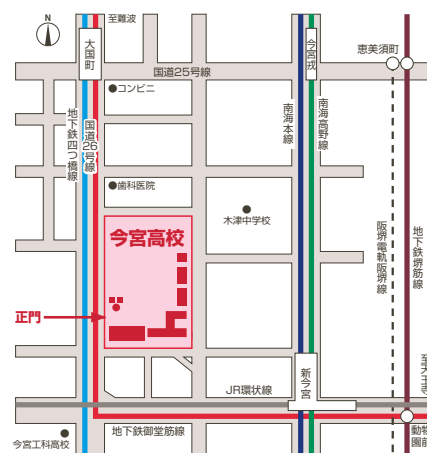 N
至難波
大国町
今宮戎
恵美須町
国道25号線
コンビニ
地下鉄四つ橋線
国道26号線
南海本線
南海高野線
歯科医院
木津中学校
今宮高校
阪堺電軌阪堺線
地下鉄堺筋線
正門
新今宮
至天王寺
JR環状線
地下鉄御堂筋線
動物
園前
今宮工科高校